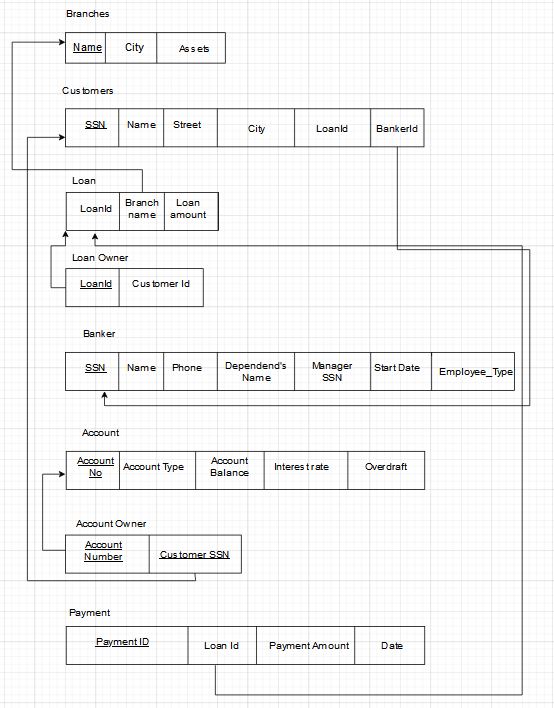 Branches
Name City Assets
Customers
SSN Name Street City LoanId BankerId
Loan
LoanId Branch name Loan amount
Loan Owner
LoanId Customer Id
Banker
SSN Name Phone Dependend's Name Manager SSN Start Date Employee_Type
Account
Account No Account Type Account Balance Interest rate Overdraft
Account Owner
Account Number Customer SSN
Payment
Payment ID Loan Id Payment Amount Date